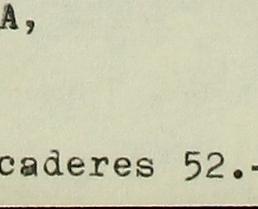 A,
caderes 52.-